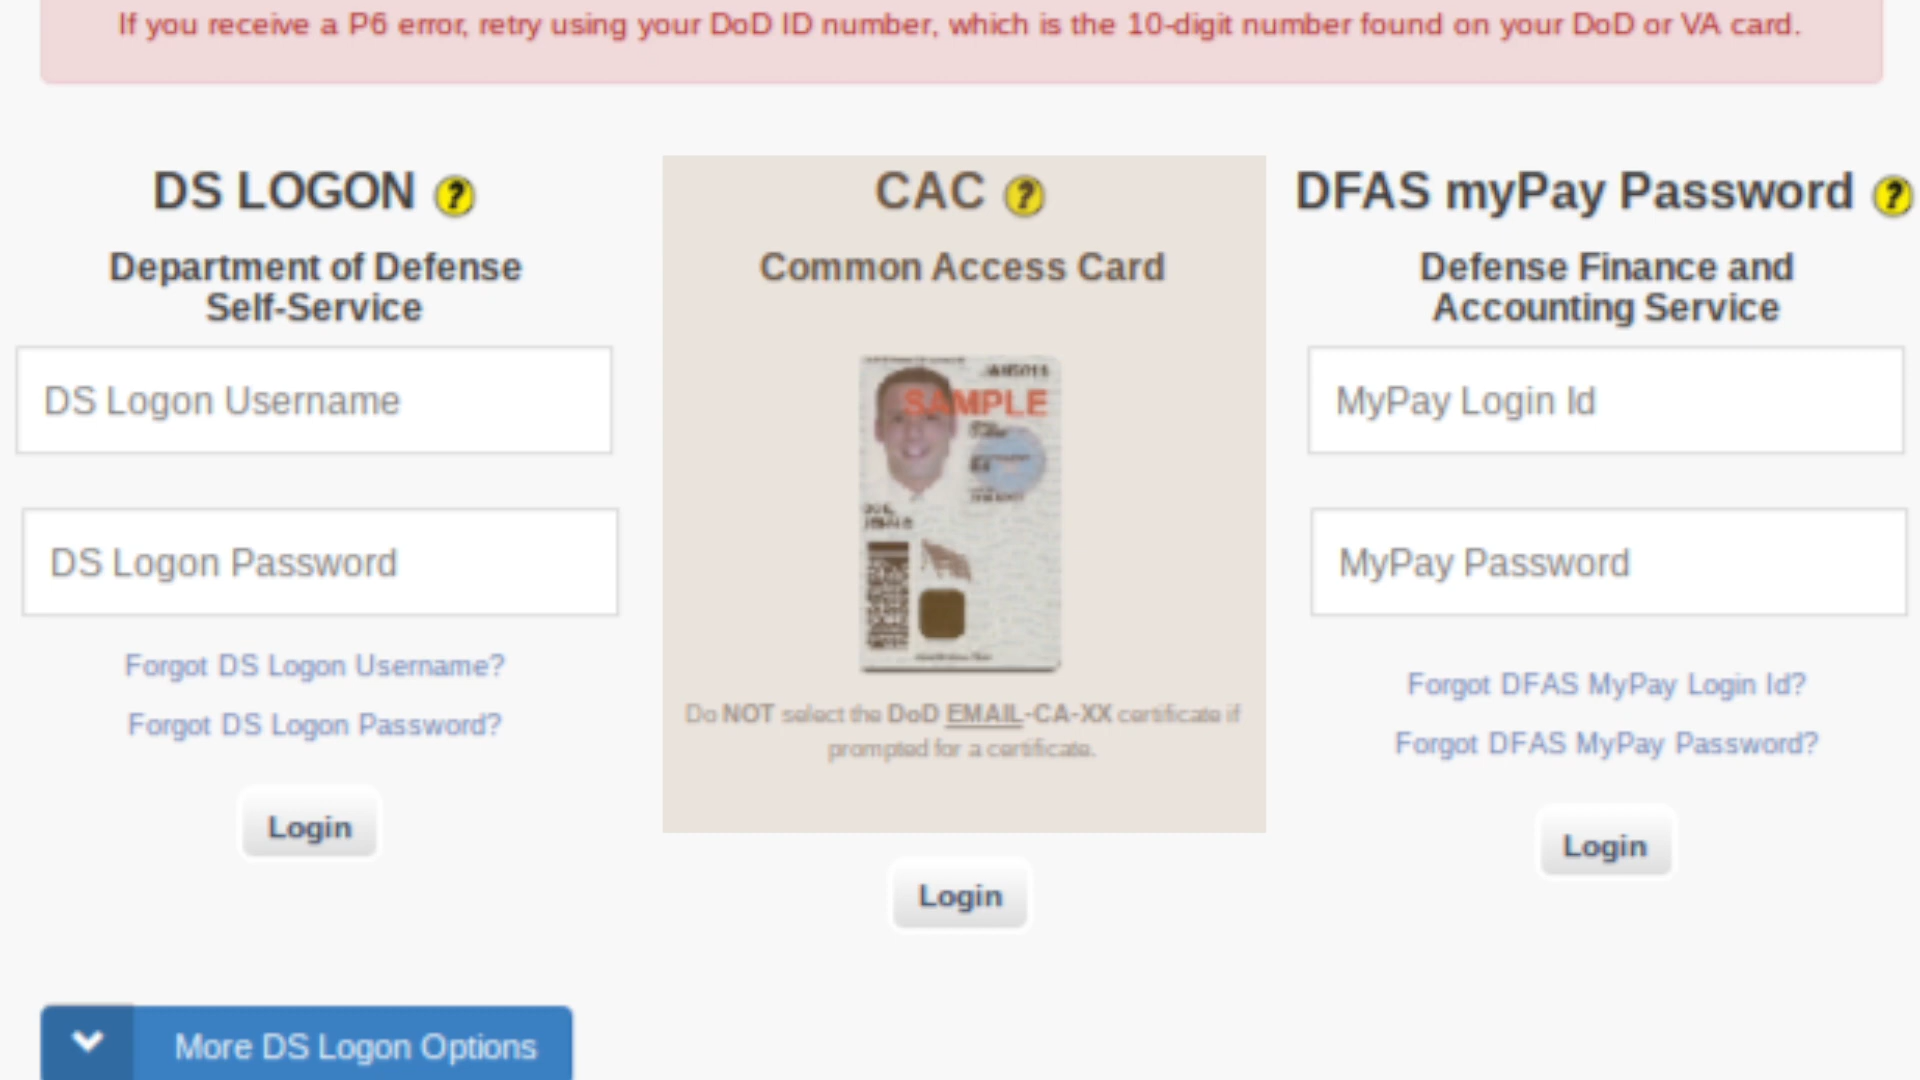 If you receive a P6 error, retry using your DoD ID number, which is the 10-digit number found on your DoD or VA card.
DS LOGON ?
Department of Defense
Self-Service
DS Logon Username
DS Logon Password
Forgot DS Logon Username?
Forgot DS Logon Password?
Login
CAC ?
Common Access Card
SAMPLE
Do NOT select the DoD EMAIL-CA-XX certificate if
prompted for a certificate.
Login
DFAS myPay Password ?
Defense Finance and
Accounting Service
MyPay Login Id
MyPay Password
Forgot DFAS MyPay Login Id?
Forgot DFAS MyPay Password?
Login
More DS Logon Options